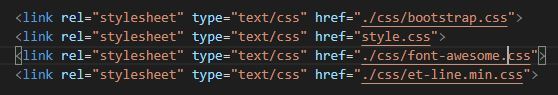 <link rel="stylesheet" type="text/css" href="./css/bootstrap.css">
<link rel="stylesheet" type="text/css" href="style.css">
<link rel="stylesheet" type="text/css" href="./css/font-awesome.css">
<link rel="stylesheet" type="text/css" href="./css/et-line.min.css">